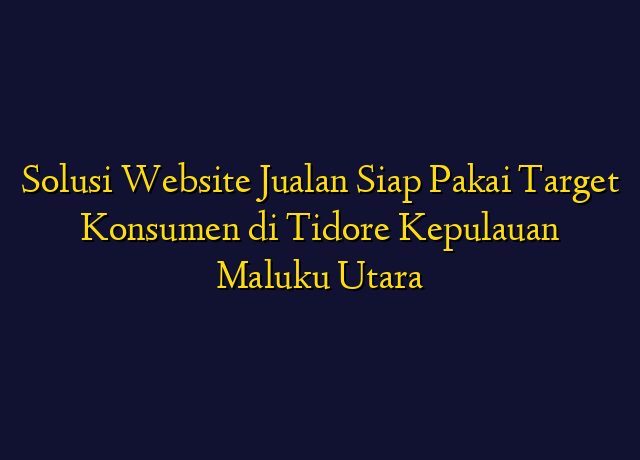 Solusi Website Jualan Siap Pakai Target
Konsumen di Tidore Kepulauan
Maluku Utara